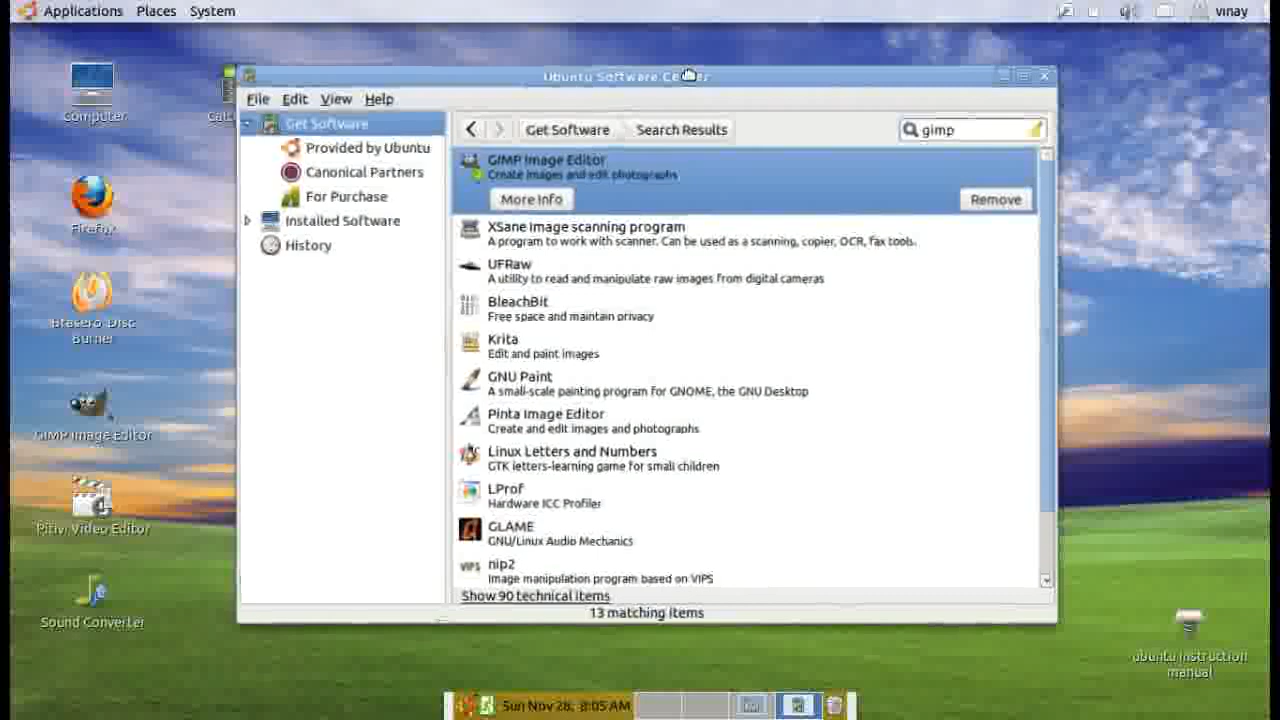 Applications Places System vinay
Computer
Firefox
Brasero Disc
Burner
GIMP Image Editor
Pitivi Video Editor
Sound Converter
Ubuntu Software Center
File Edit View Help
Get Software
Provided by Ubuntu
Canonical Partners
For Purchase
Installed Software
History
Get Software Search Results gimp
GIMP Image Editor
Create images and edit photographs
More Info Remove
XSane Image scanning program
A program to work with scanner. Can be used as a scanning, copier, OCR, fax tools.
UFRaw
A utility to read and manipulate raw images from digital cameras
BleachBit
Free space and maintain privacy
Krita
Edit and paint images
GNU Paint
A small-scale painting program for GNOME, the GNU Desktop
Pinta Image Editor
Create and edit images and photographs
Linux Letters and Numbers
GTK letters-learning game for small children
LProf
Hardware ICC Profiler
GLAME
GNU/Linux Audio Mechanics
VIPS nip2
Image manipulation program based on VIPS
Show 90 technical items
13 matching items
ubuntu instruction
manual
Sun Nov 28, 8:05 AM